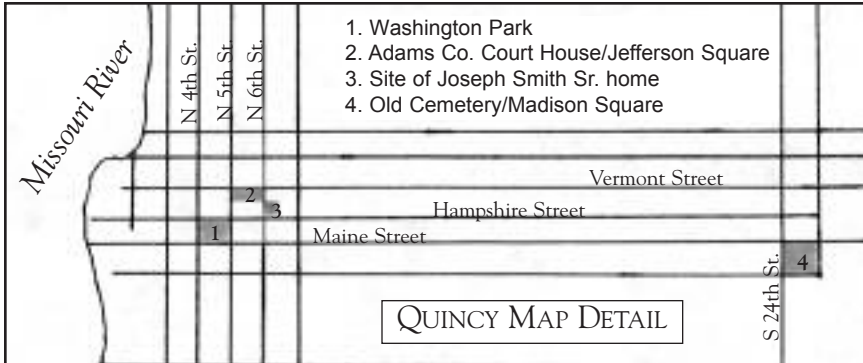 Missouri River
N 4th St.
N 5th St.
N 6th St.
1. Washington Park
2. Adams Co. Court House/Jefferson Square
3. Site of Joseph Smith Sr. home
4. Old Cemetery/Madison Square
Vermont Street
2
3
Hampshire Street
1
Maine Street
4
S 24th St.
QUINCY MAP DETAIL